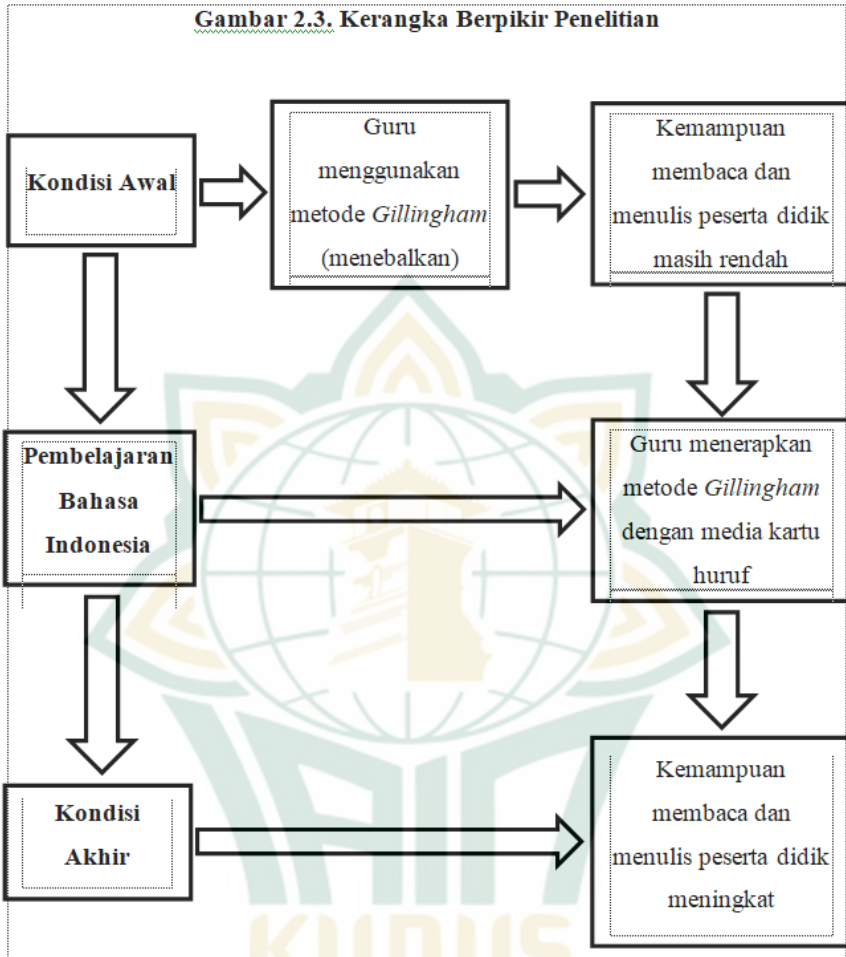 Gambar 2.3. Kerangka Berpikir Penelitian
Kondisi Awal
Guru
menggunakan
metode Gillingham
(menebalkan)
Kemampuan
membaca dan
menulis peserta didik
masih rendah
Pembelajaran
Bahasa
Indonesia
Guru menerapkan
metode Gillingham
dengan media kartu
huruf
Kondisi
Akhir
Kemampuan
membaca dan
menulis peserta didik
meningkat
IAIN
KUDUS